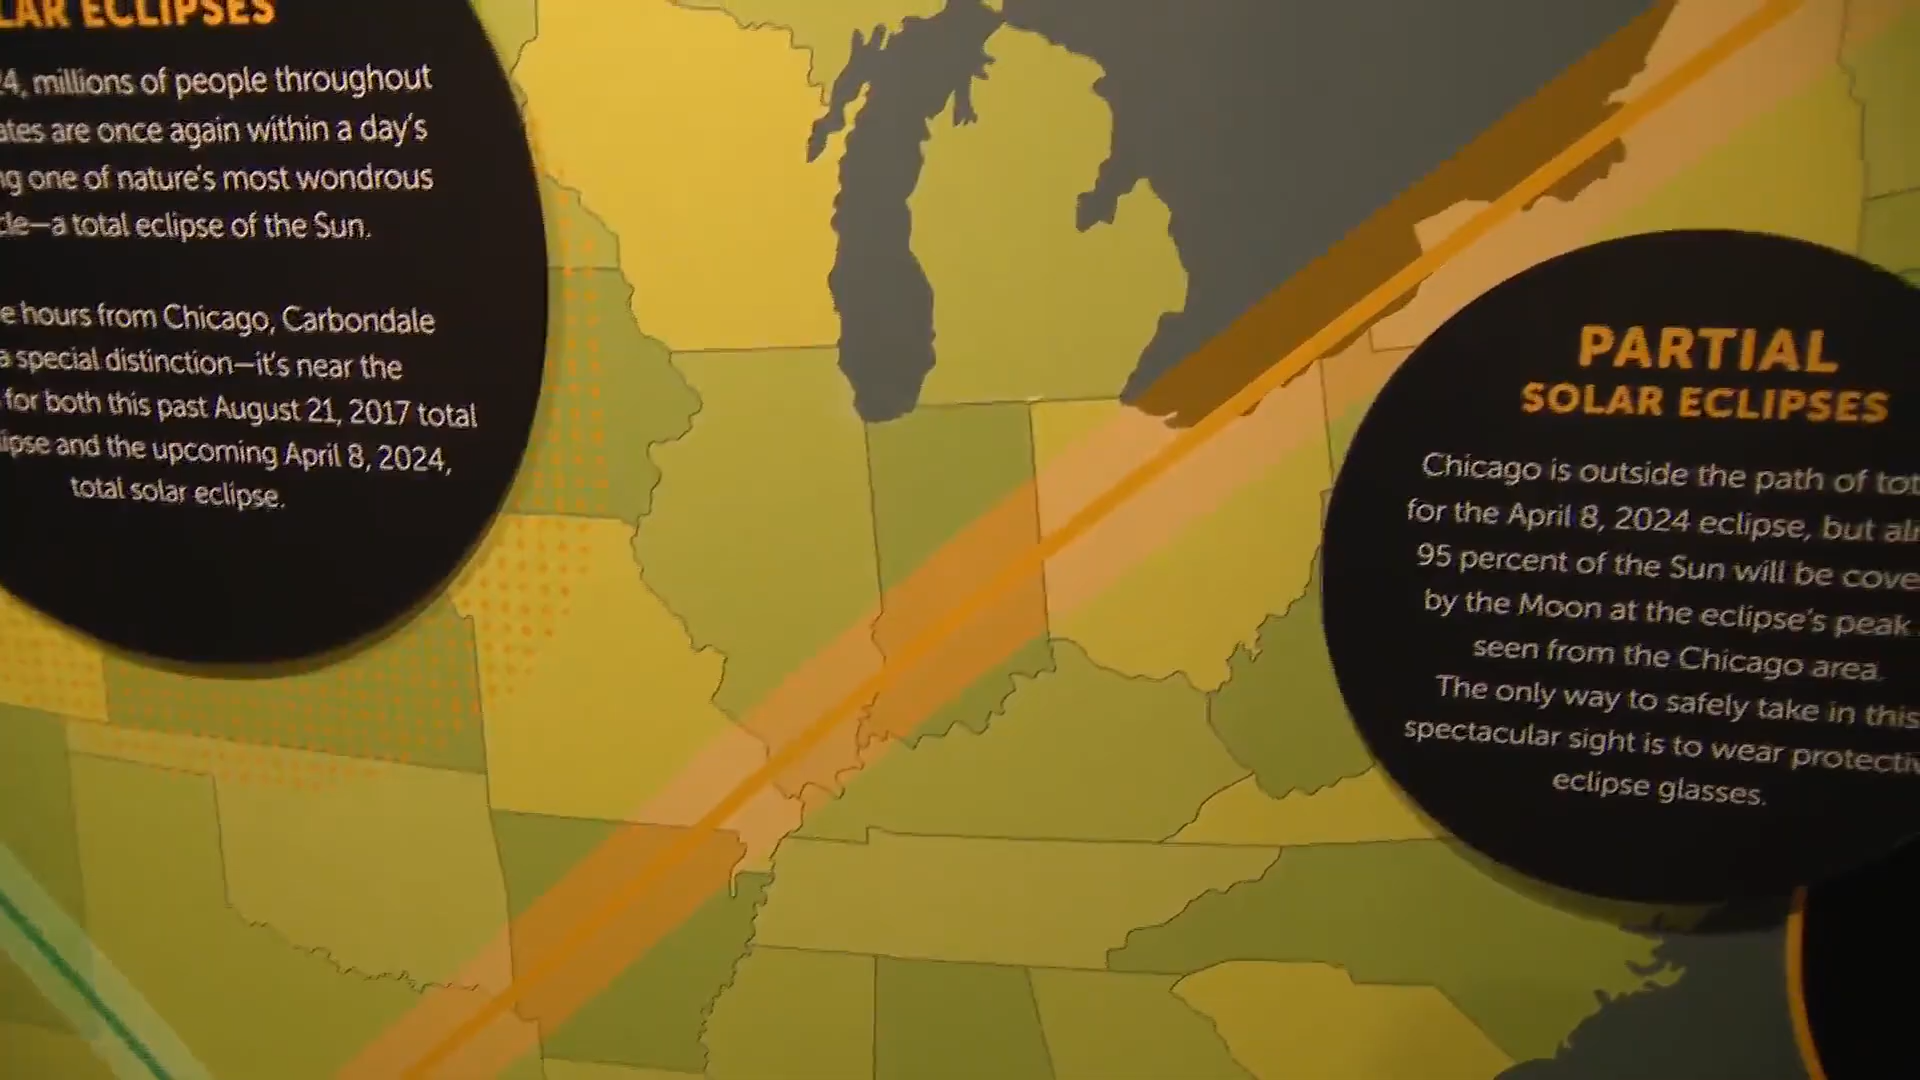 LAR ECLIPSES
24, millions of people throughout
ates are once again within a day's
ng one of nature's most wondrous
cle—a total eclipse of the Sun.
e hours from Chicago, Carbondale
a special distinction—it's near the
for both this past August 21, 2017 total
lipse and the upcoming April 8, 2024,
total solar eclipse.
PARTIAL
SOLAR ECLIPSES
Chicago is outside the path of tot
for the April 8, 2024 eclipse, but al
95 percent of the Sun will be cove
by the Moon at the eclipse's peak
seen from the Chicago area.
The only way to safely take in this
spectacular sight is to wear protectiv
eclipse glasses.